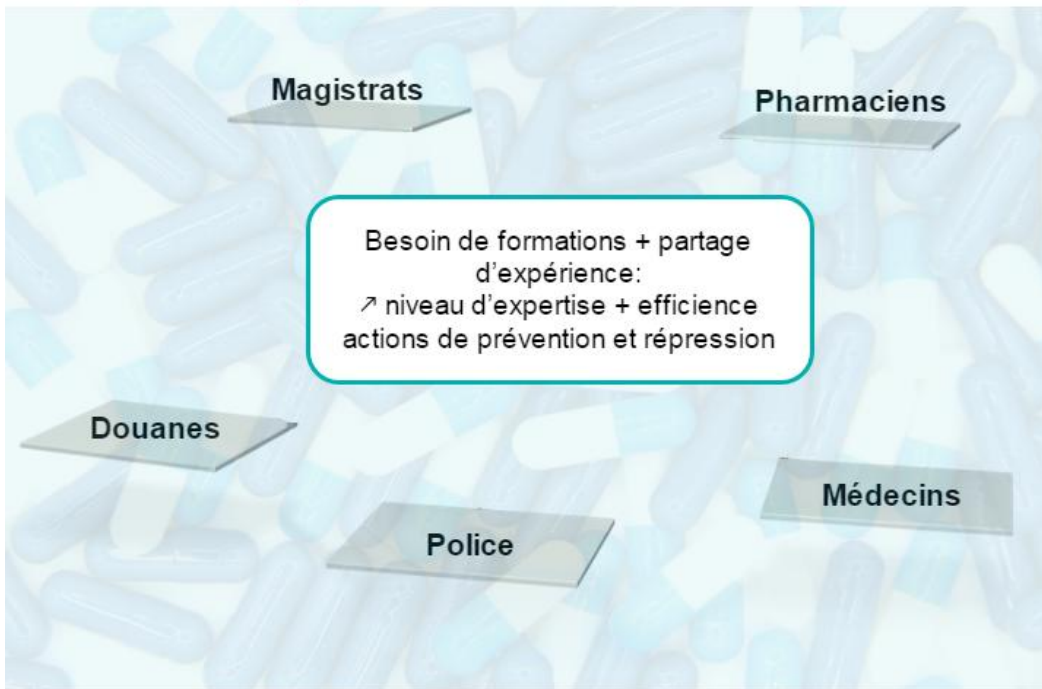 Magistrats
Pharmaciens
Besoin de formations + partage
d’expérience:
↗ niveau d’expertise + efficience
actions de prévention et répression
Douanes
Médecins
Police